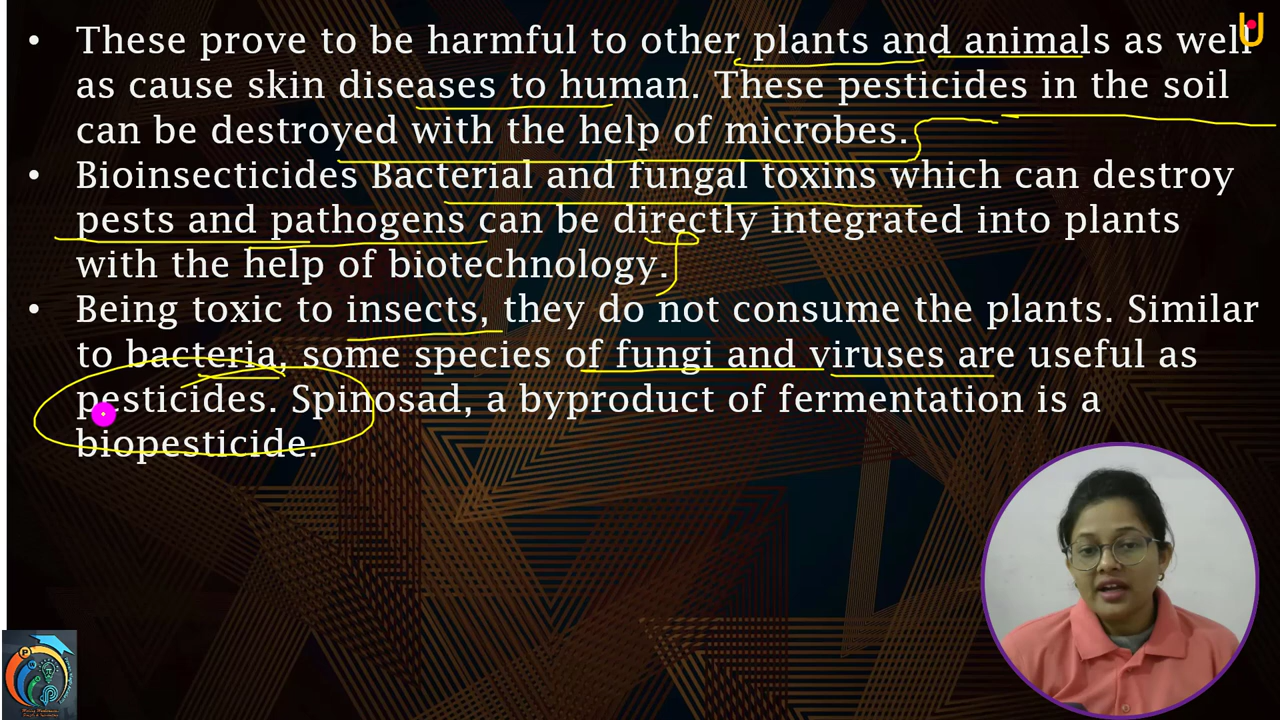 • These prove to be harmful to other plants and animals as well
as cause skin diseases to human. These pesticides in the soil
can be destroyed with the help of microbes.
• Bioinsecticides Bacterial and fungal toxins which can destroy
pests and pathogens can be directly integrated into plants
with the help of biotechnology.
• Being toxic to insects, they do not consume the plants. Similar
to bacteria, some species of fungi and viruses are useful as
pesticides. Spinosad, a byproduct of fermentation is a
biopesticide.